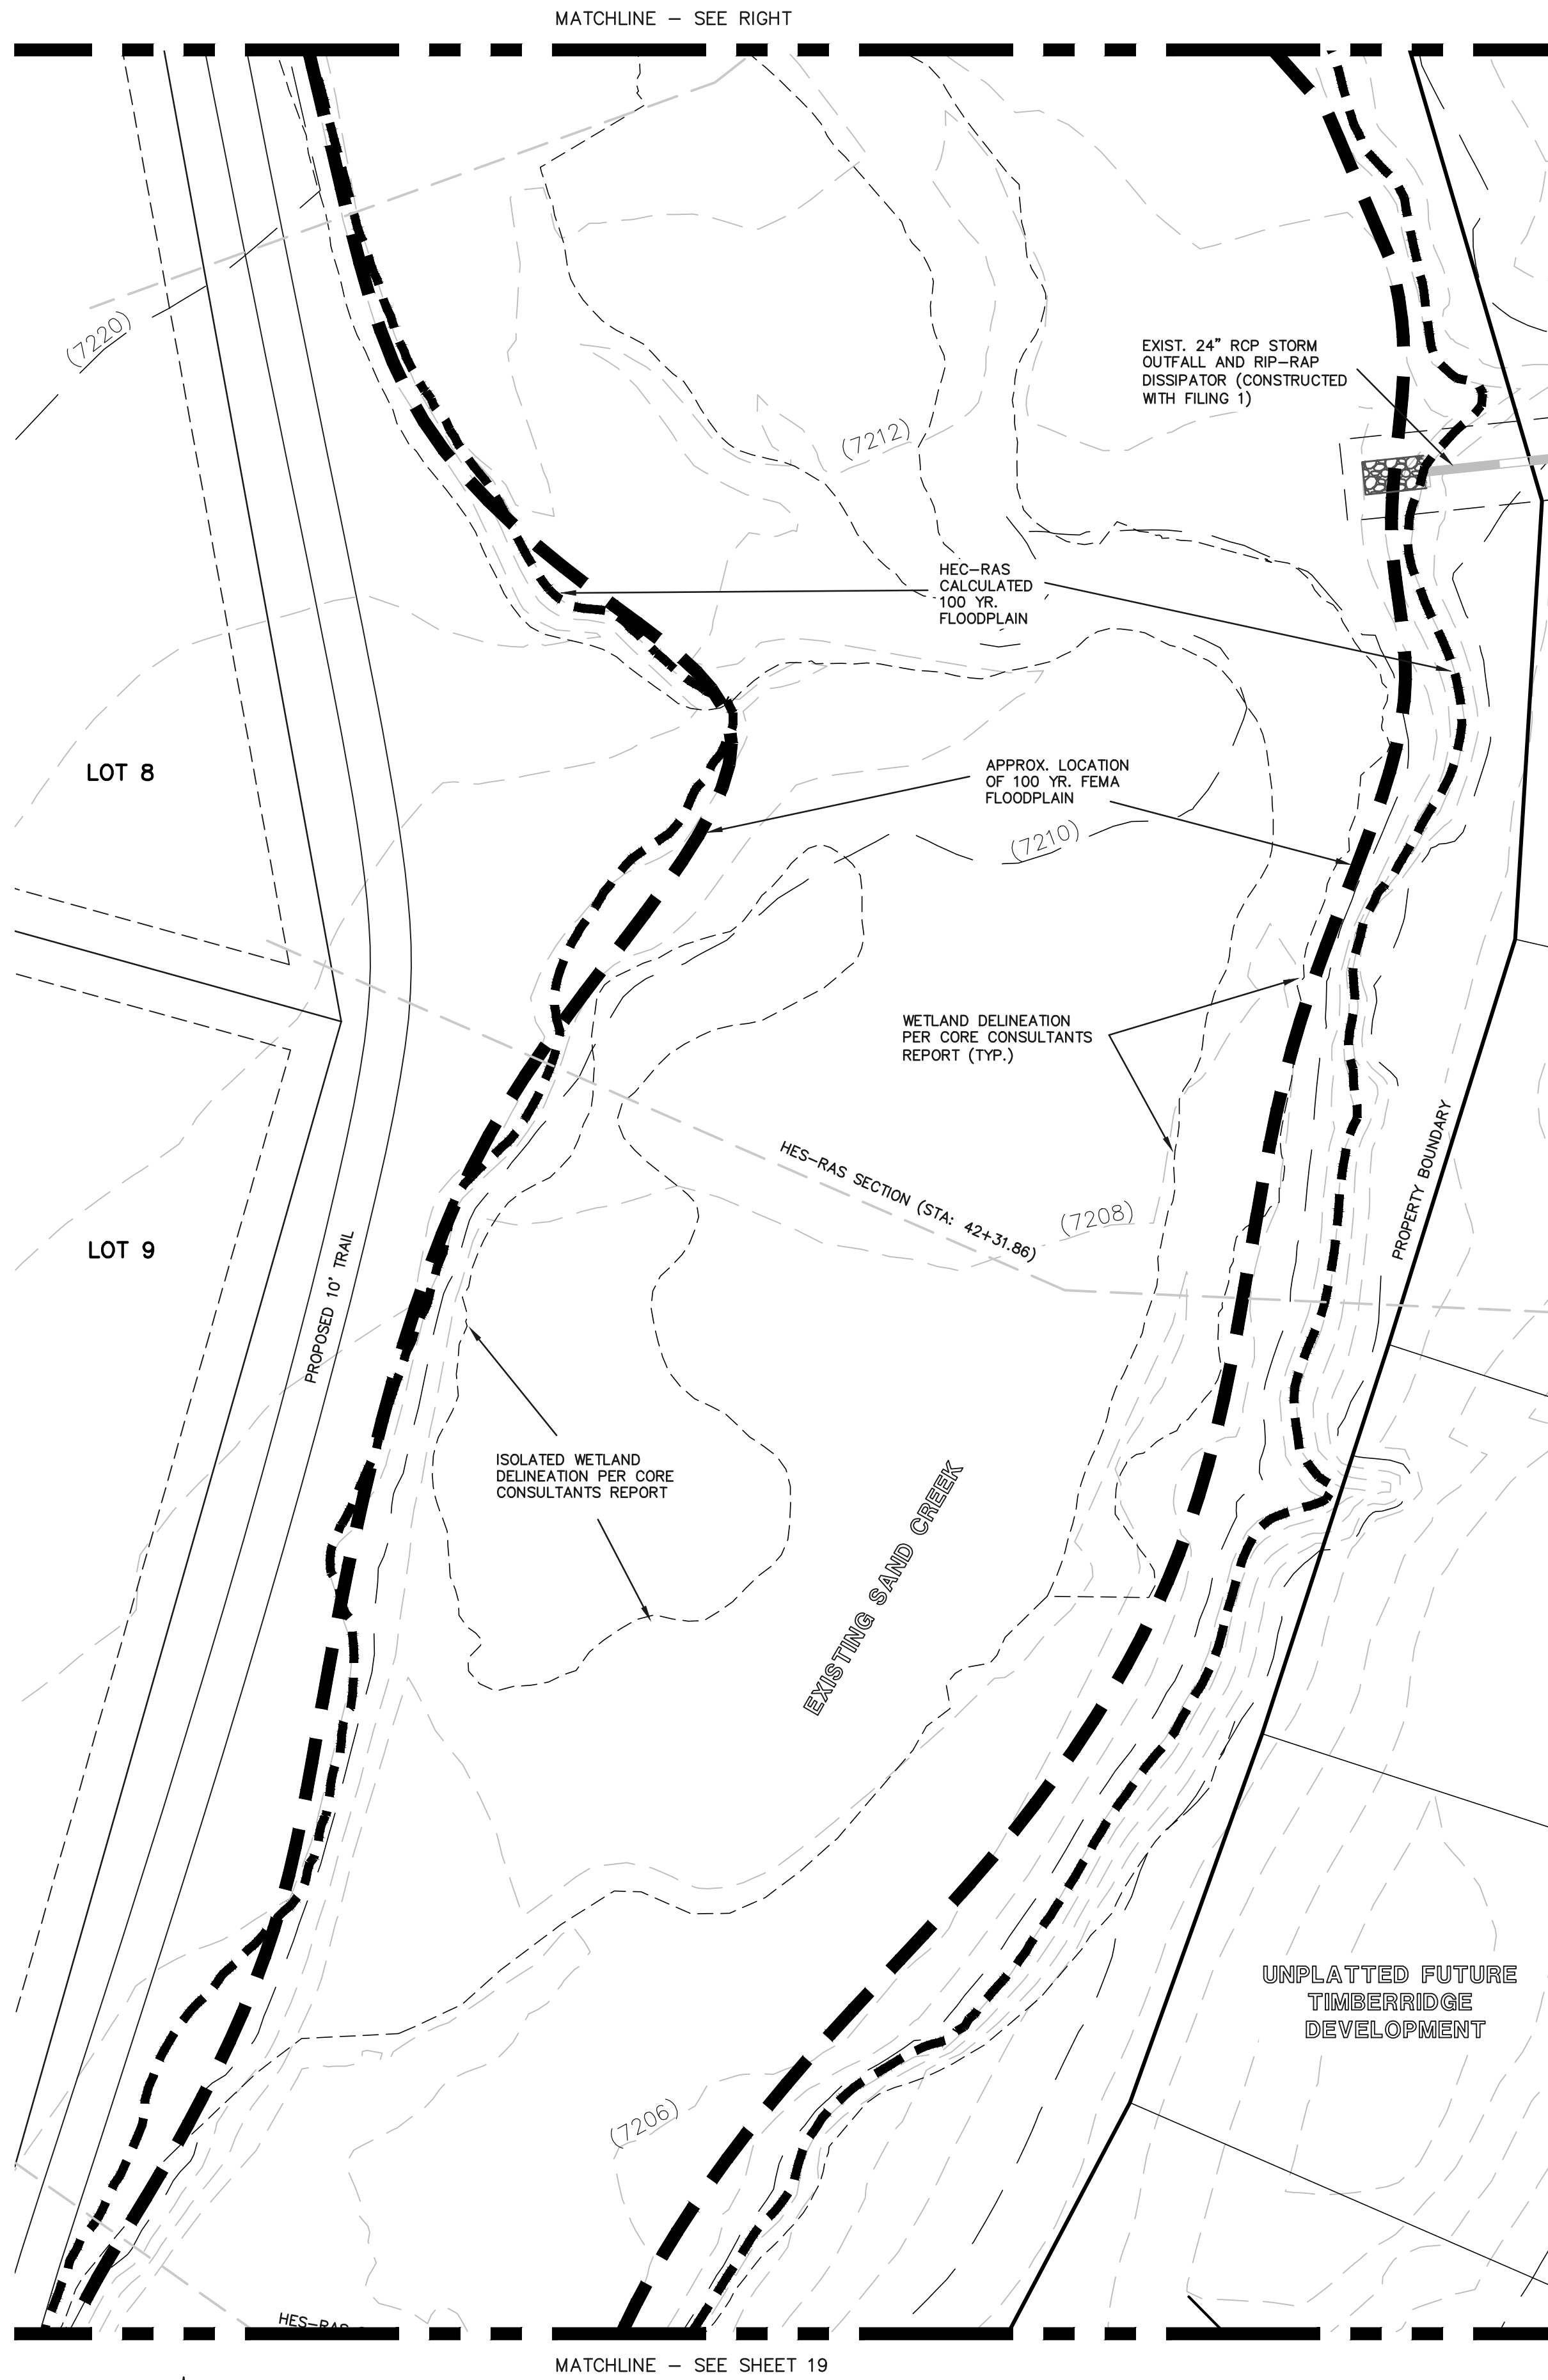 MATCHLINE – SEE RIGHT
(7220)
EXIST. 24" RCP STORM
OUTFALL AND RIP–RAP
DISSIPATOR (CONSTRUCTED
WITH FILING 1)
(7212)
HEC–RAS
CALCULATED
100 YR.
FLOODPLAIN
LOT 8
APPROX. LOCATION
OF 100 YR. FEMA
FLOODPLAIN
(7210)
WETLAND DELINEATION
PER CORE CONSULTANTS
REPORT (TYP.)
PROPERTY BOUNDARY
HES–RAS SECTION (STA: 42+31.86)
(7208)
LOT 9
PROPOSED 10' TRAIL
ISOLATED WETLAND
DELINEATION PER CORE
CONSULTANTS REPORT
EXISTING SAND CREEK
UNPLATTED FUTURE
TIMBERRIDGE
DEVELOPMENT
(7206)
HES–RAS
MATCHLINE – SEE SHEET 19